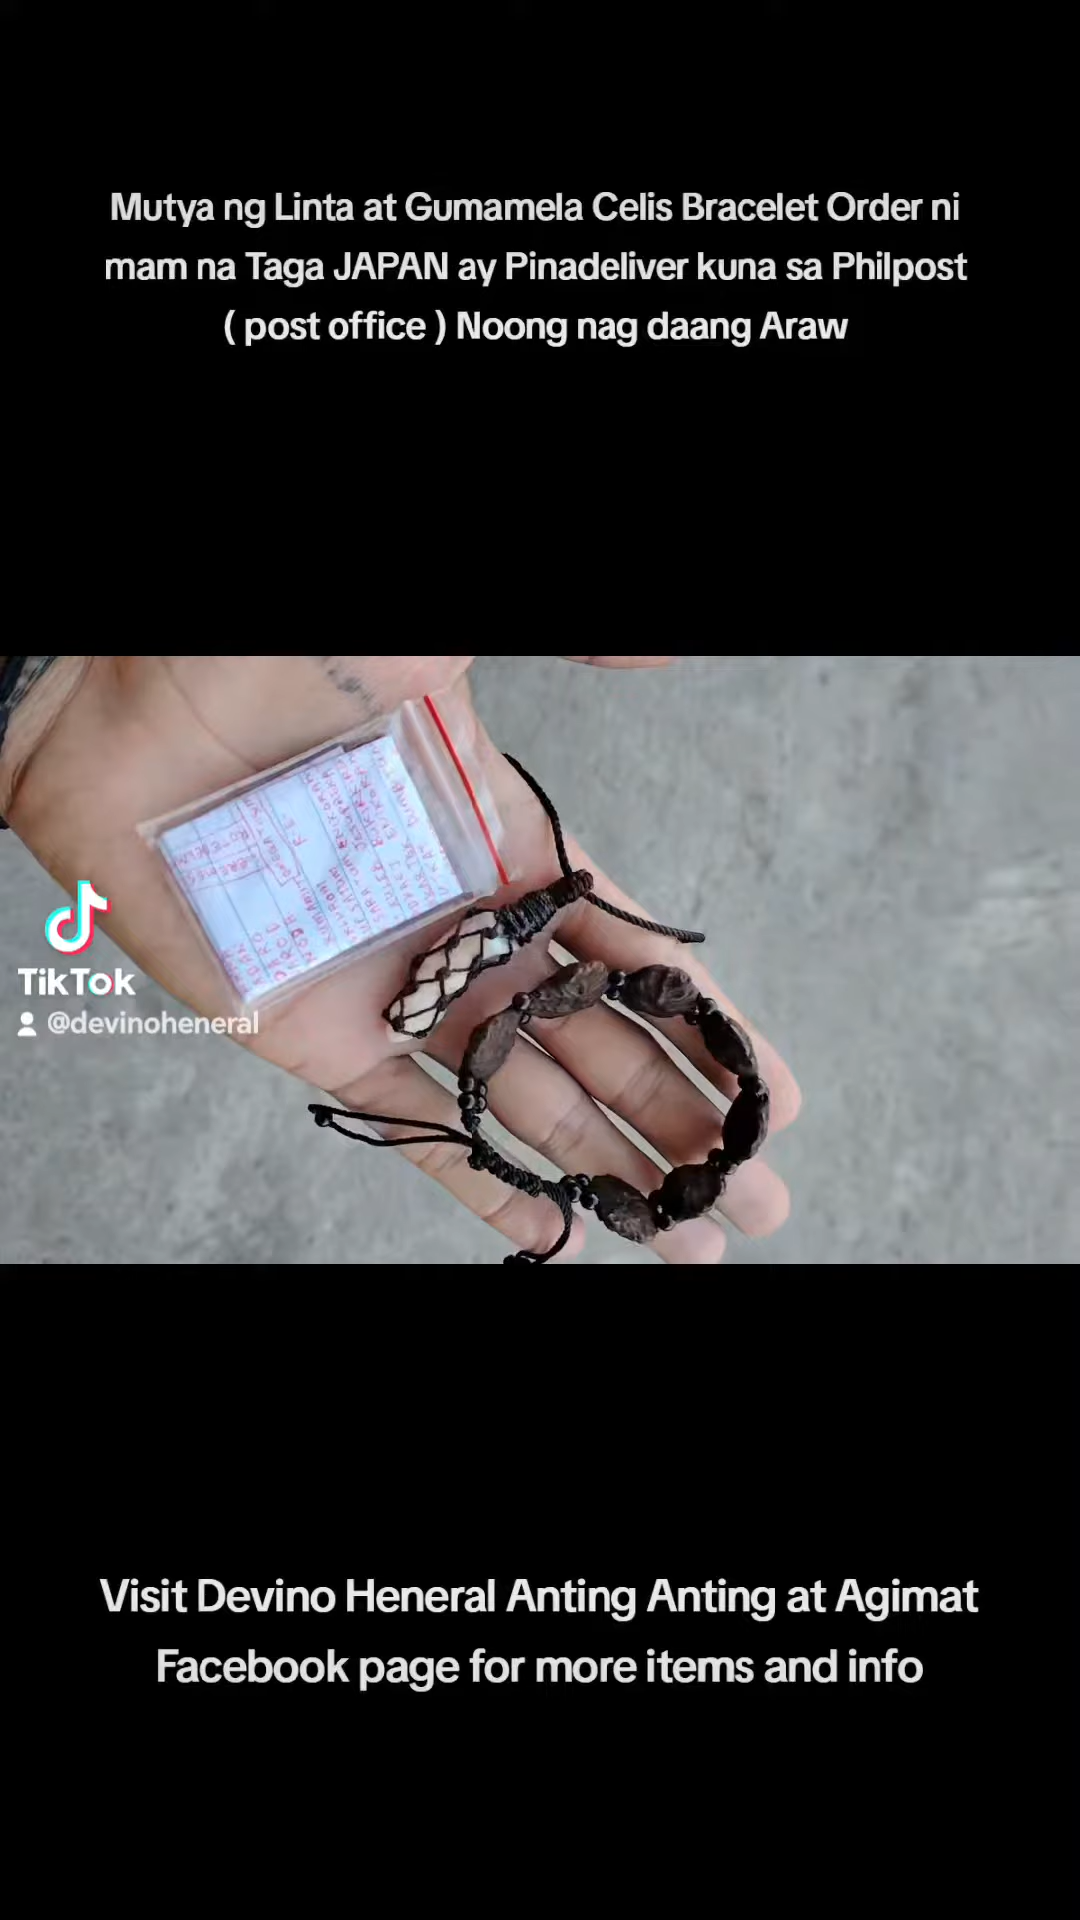 Mutya ng Linta at Gumamela Celis Bracelet Order ni
mam na Taga JAPAN ay Pinadeliver kuna sa Philpost
( post office ) Noong nag daang Araw
TikTok
@devinoheneral
Visit Devino Heneral Anting Anting at Agimat
Facebook page for more items and info